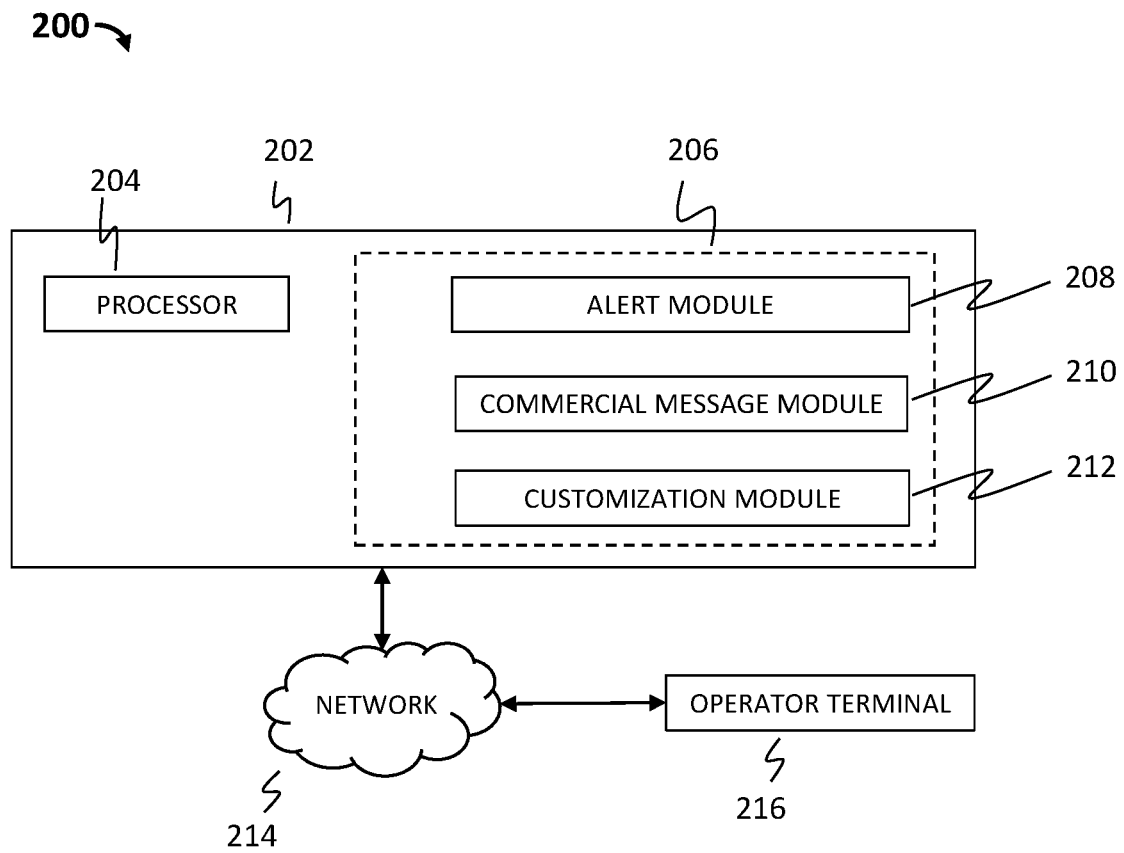 200
202
206
204
208
PROCESSOR
ALERT MODULE
210
COMMERCIAL MESSAGE MODULE
212
CUSTOMIZATION MODULE
NETWORK
OPERATOR TERMINAL
214
216